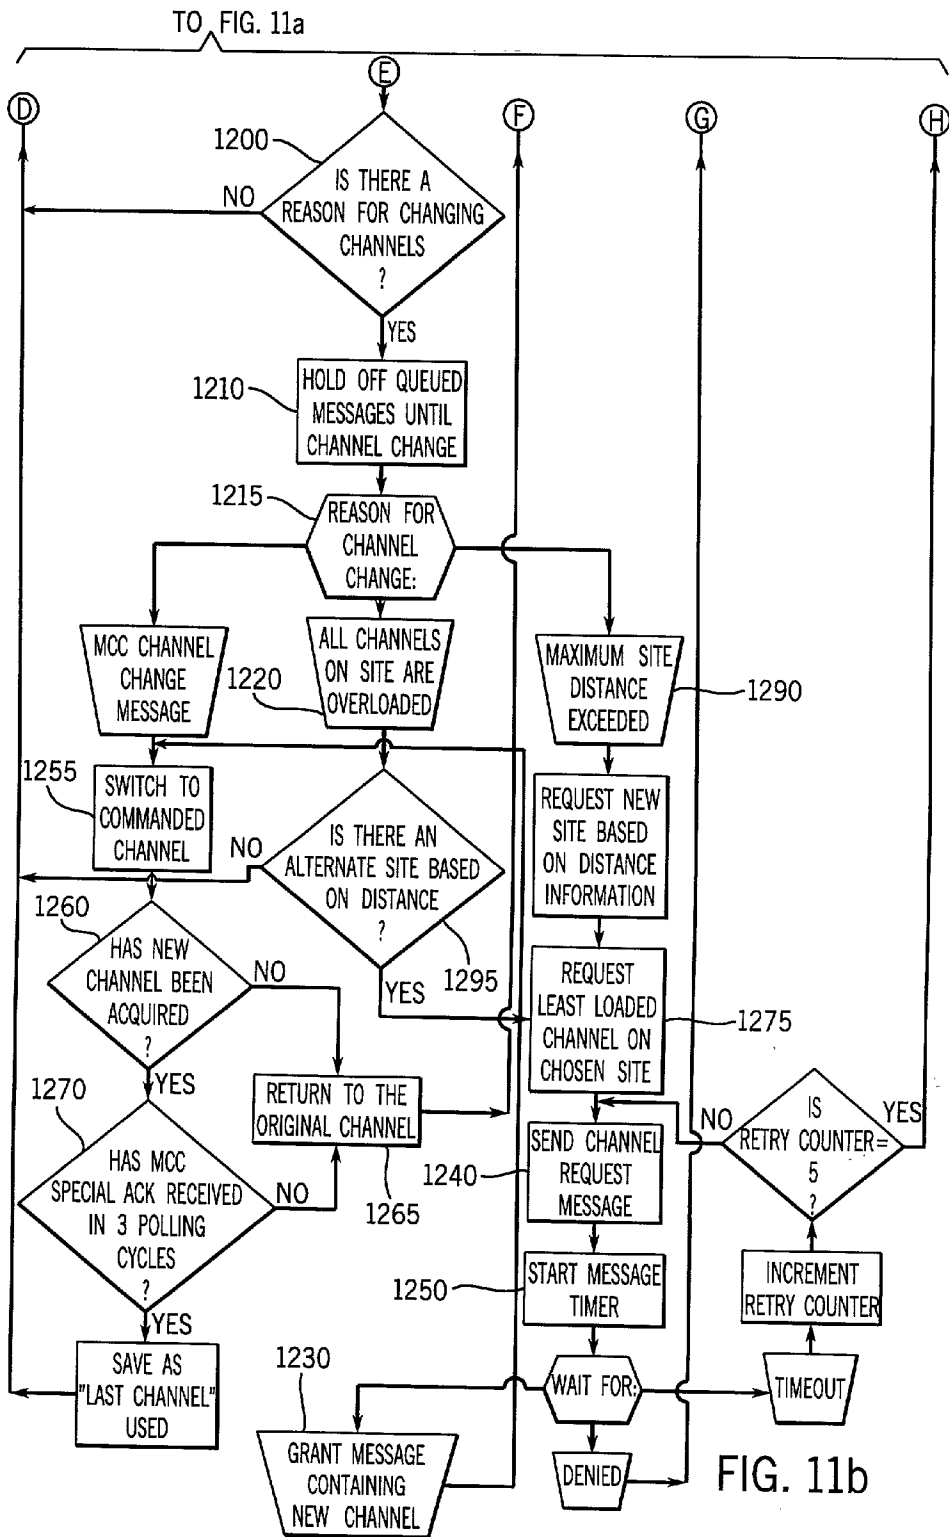 TO FIG. 11a
E
D
F
G
H
1200
IS THERE A
REASON FOR CHANGING
CHANNELS
?
NO
YES
1210
HOLD OFF QUEUED
MESSAGES UNTIL
CHANNEL CHANGE
1215
REASON FOR
CHANNEL
CHANGE:
MCC CHANNEL
CHANGE
MESSAGE
1220
ALL CHANNELS
ON SITE ARE
OVERLOADED
MAXIMUM SITE
DISTANCE
EXCEEDED
1290
1255
SWITCH TO
COMMANDED
CHANNEL
NO
IS THERE AN
ALTERNATE SITE BASED
ON DISTANCE
?
1295
YES
REQUEST NEW
SITE BASED
ON DISTANCE
INFORMATION
1260
HAS NEW
CHANNEL BEEN
ACQUIRED
?
NO
YES
REQUEST
LEAST LOADED
CHANNEL ON
CHOSEN SITE
1275
1270
HAS MCC
SPECIAL ACK RECEIVED
IN 3 POLLING
CYCLES
?
NO
YES
RETURN TO THE
ORIGINAL CHANNEL
1265
NO
IS
RETRY COUNTER=
5
?
YES
1240
SEND CHANNEL
REQUEST
MESSAGE
1250
START MESSAGE
TIMER
INCREMENT
RETRY COUNTER
SAVE AS
"LAST CHANNEL"
USED
1230
WAIT FOR:
TIMEOUT
GRANT MESSAGE
CONTAINING
NEW CHANNEL
DENIED
FIG. 11b